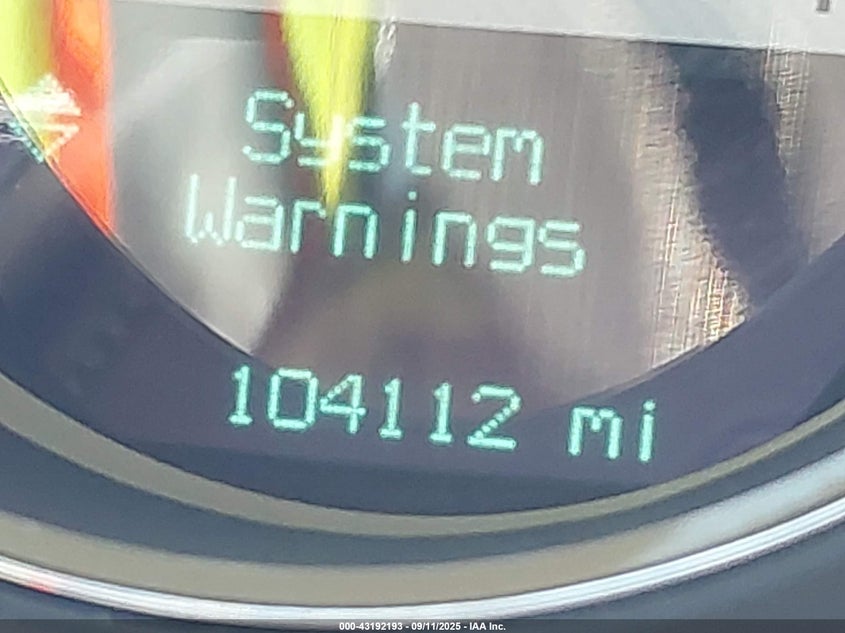 System
Warnings
104112 mi
000-43192193 - 09/11/2025 - IAA Inc.